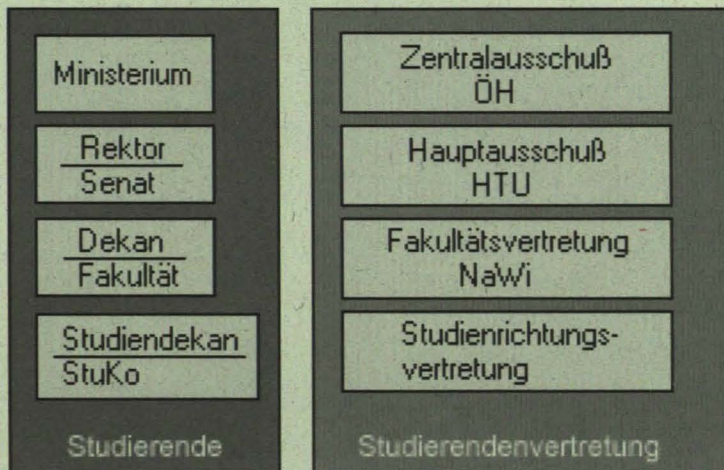 Ministerium
Rektor
Senat
Dekan
Fakultät
Studiendekan
StuKo
Studierende
Zentralausschuß
ÖH
Hauptausschuß
HTU
Fakultätsvertretung
NaWi
Studienrichtungs-
vertretung
Studierendenvertretung